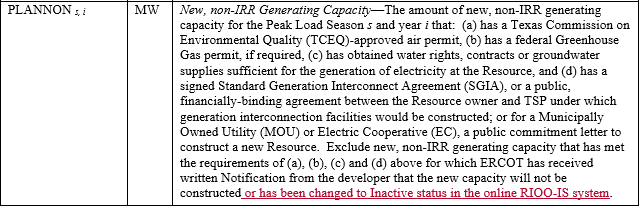 PLANNON s, i MW New, non-IRR Generating Capacity—The amount of new, non-IRR generating
capacity for the Peak Load Season s and year i that:  (a) has a Texas Commission on
Environmental Quality (TCEQ)-approved air permit, (b) has a federal Greenhouse
Gas permit, if required, (c) has obtained water rights, contracts or groundwater
supplies sufficient for the generation of electricity at the Resource, and (d) has a
signed Standard Generation Interconnect Agreement (SGIA), or a public,
financially-binding agreement between the Resource owner and TSP under which
generation interconnection facilities would be constructed; or for a Municipally
Owned Utility (MOU) or Electric Cooperative (EC), a public commitment letter to
construct a new Resource.  Exclude new, non-IRR generating capacity that has met
the requirements of (a), (b), (c) and (d) above for which ERCOT has received
written Notification from the developer that the new capacity will not be
constructed or has been changed to Inactive status in the online RIOO-IS system.